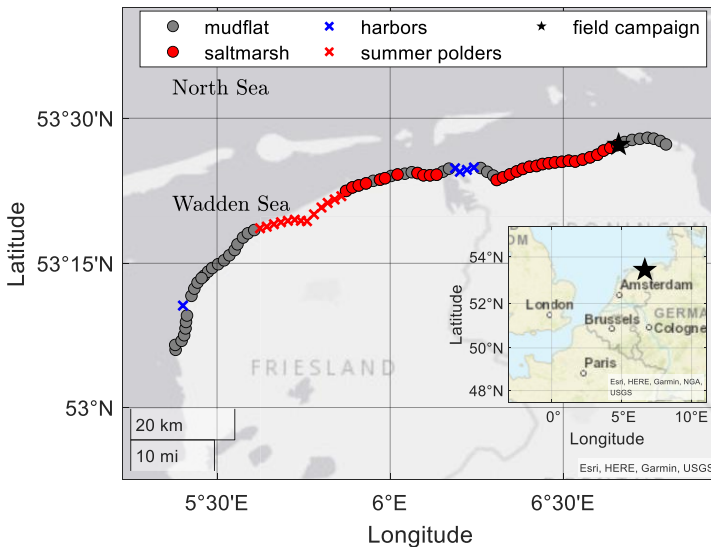 mudflat
harbors
field campaign
saltmarsh
summer polders
North Sea
53°30'N
Wadden Sea
Latitude
53°15'N
FRIESLAND
53°N
20 km
10 mi
5°30'E
6°E
6°30'E
Longitude
Esri, HERE, Garmin, USGS
54°N
Amsterdam
London
52°N
GERMA
Brussels
Cologne
Latitude
50°N
Paris
Esri, HERE, Garmin, NGA,
USGS
48°N
0°
5°E
10°E
Longitude